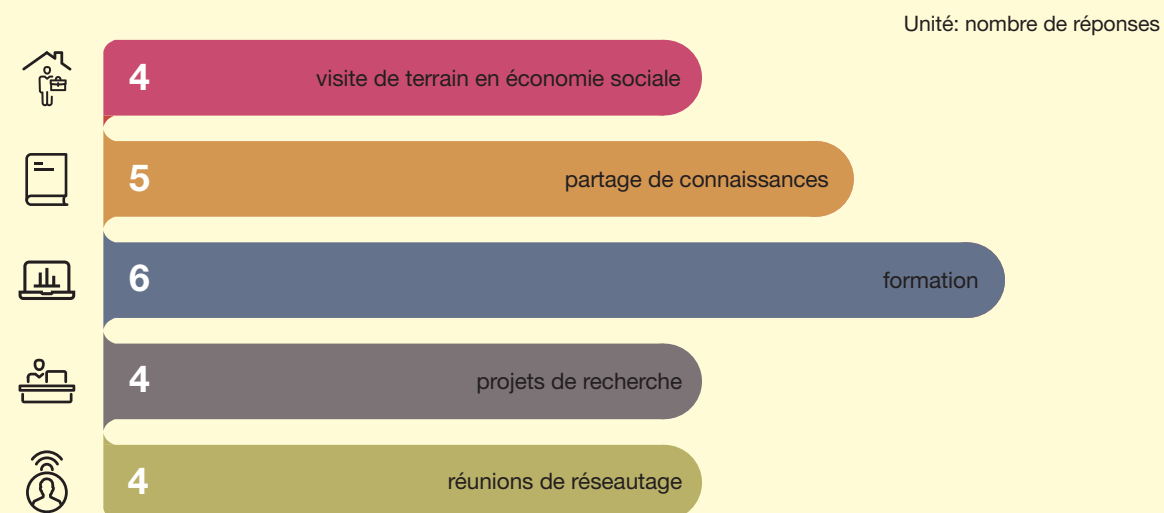 Unité: nombre de réponses
4 visite de terrain en économie sociale
5 partage de connaissances
6 formation
4 projets de recherche
4 réunions de réseautage